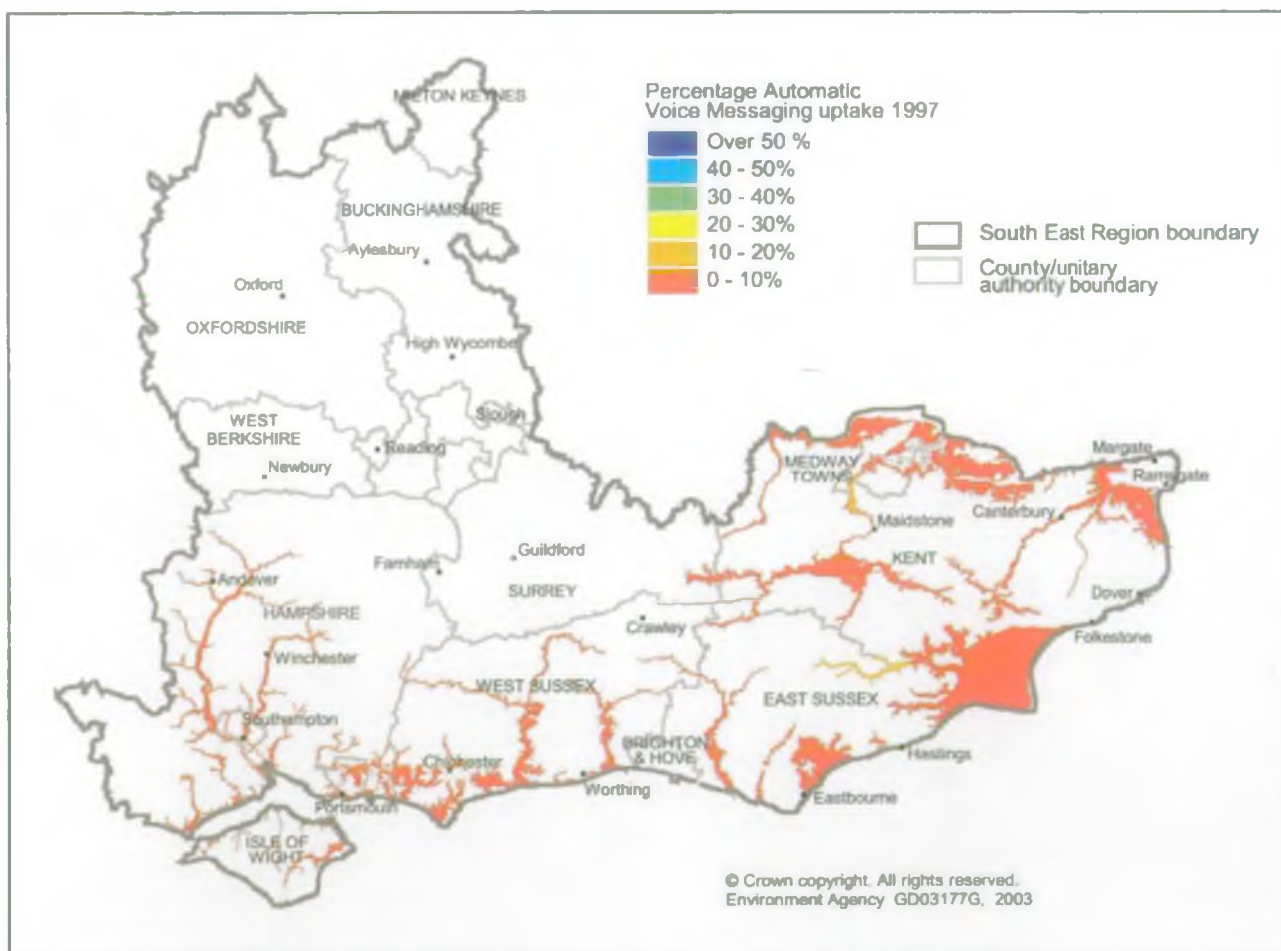 MILTON KEYNES
Percentage Automatic
Voice Messaging uptake 1997
Over 50 %
40 - 50%
30 - 40%
20 - 30%
10 - 20%
0 - 10%
South East Region boundary
County/unitary
authority boundary
BUCKINGHAMSHIRE
Aylesbury
Oxford
OXFORDSHIRE
High Wycombe
WEST
BERKSHIRE
Slough
Reading
Newbury
MEDWAY
TOWNS
Margate
Ramsgate
Canterbury
Maidstone
KENT
Guildford
Farnham
SURREY
Andover
HAMPSHIRE
Dover
Crawley
Folkestone
Winchester
WEST SUSSEX
EAST SUSSEX
Southampton
BRIGHTON
& HOVE
Hastings
Chichester
Worthing
Eastbourne
Portsmouth
ISLE OF
WIGHT
© Crown copyright. All rights reserved.
Environment Agency GD03177G, 2003